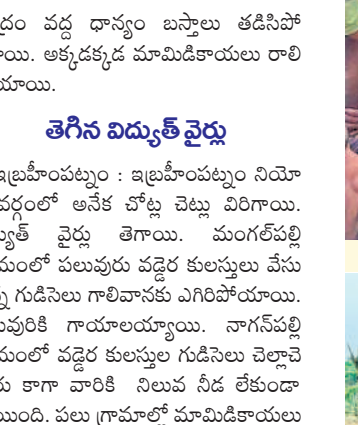 ద్రం వద్ద ధాన్యం బస్తాలు తడిసిపో
ాయి. అక్కడక్కడ మామిడికాయలు రాలి
యాయి.
తెగిన విద్యుత్ వైర్లు
ఇబ్రహీంపట్నం : ఇబ్రహీంపట్నం నియో
వర్గంలో అనేక చోట్ల చెట్లు విరిగాయి.
్యుత్ వైర్లు తెగాయి. మంగల్‌పల్లి
మంలో పలువురు వడ్డెర కులస్తులు వేసు
న్న గుడిసెలు గాలివానకు ఎగిరిపోయాయి.
ువురికి గాయాలయ్యాయి. నాగన్‌పల్లి
మంలో వడ్డెర కులస్తుల గుడిసెలు చెల్లాచె
రు కాగా వారికి నిలువ నీడ లేకుండా
యింది. పలు గ్రామాల్లో మామిడికాయలు